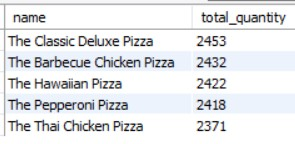 name total_quantity
The Classic Deluxe Pizza 2453
The Barbecue Chicken Pizza 2432
The Hawaiian Pizza 2422
The Pepperoni Pizza 2418
The Thai Chicken Pizza 2371